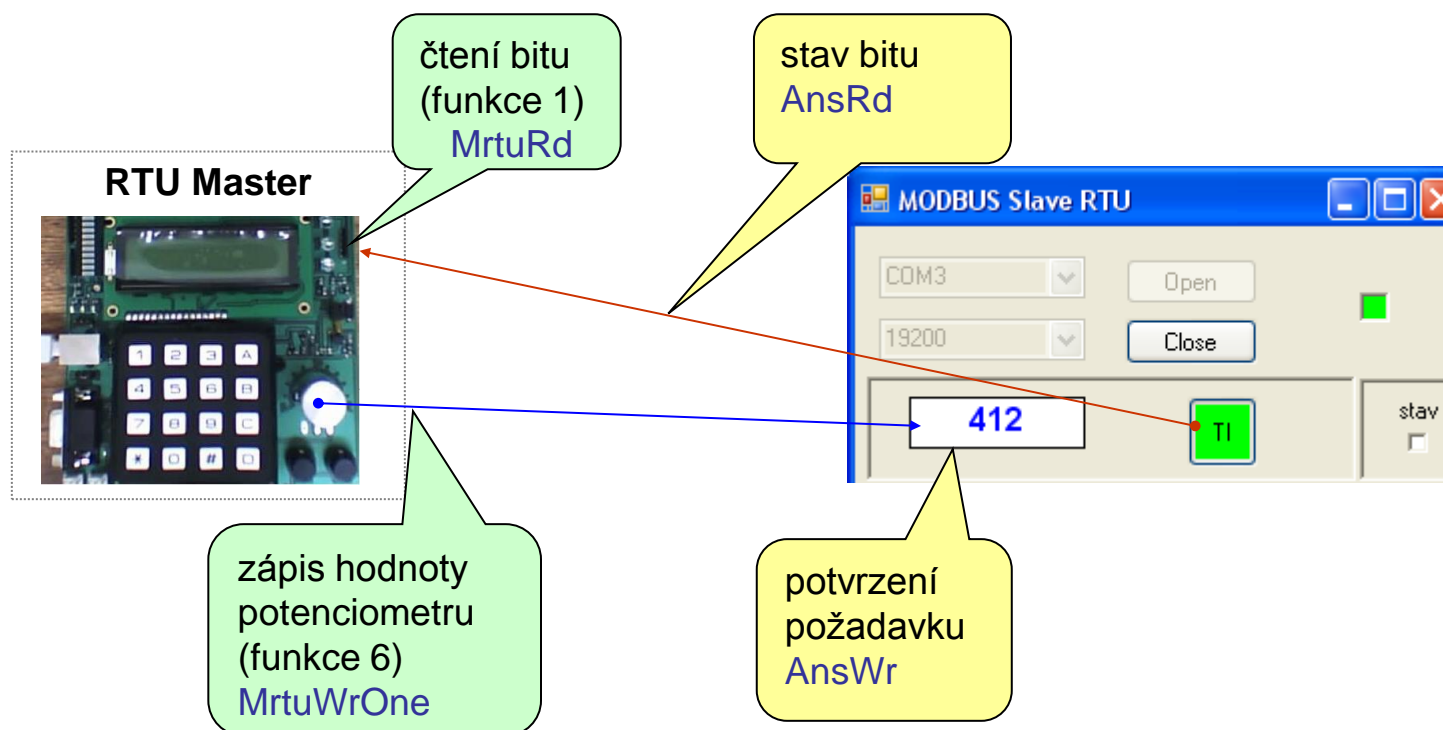 čtení bitu
(funkce 1)
MrtuRd
stav bitu
AnsRd
RTU Master
MODBUS Slave RTU
COM3
Open
19200
Close
412
TI
stav
1 2 3 A
4 5 6 B
7 8 9 C
* 0 # D
zápis hodnoty
potenciometru
(funkce 6)
MrtuWrOne
potvrzení
požadavku
AnsWr